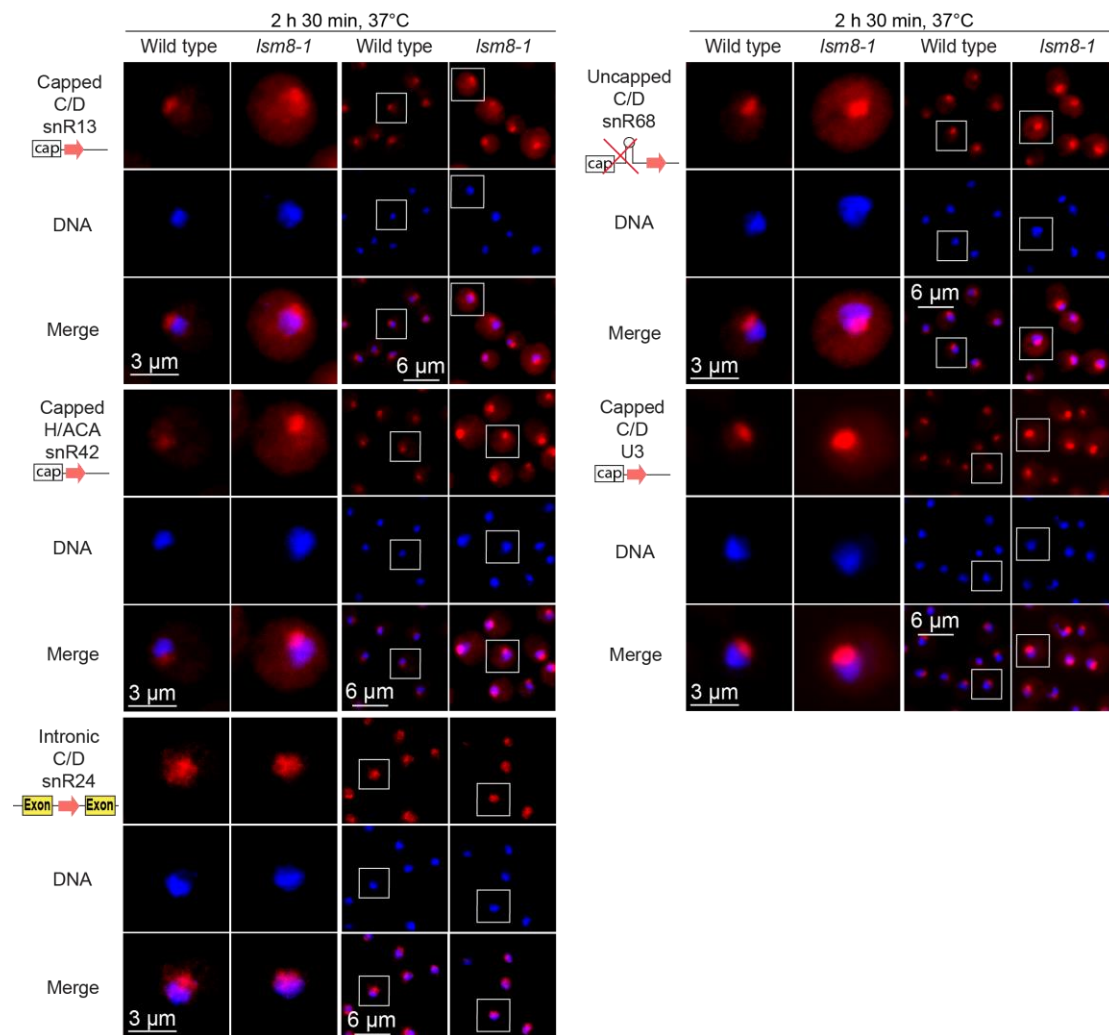 2 h 30 min, 37°C
Wild type lsm8-1 Wild type lsm8-1
Capped
C/D
snR13
cap
DNA
Merge
3 µm
6 µm
Capped
H/ACA
snR42
cap
DNA
Merge
3 µm
6 µm
Intronic
C/D
snR24
Exon Exon
DNA
Merge
3 µm
6 µm
2 h 30 min, 37°C
Wild type lsm8-1 Wild type lsm8-1
Uncapped
C/D
snR68
cap
DNA
Merge
6 µm
3 µm
Capped
C/D
U3
cap
DNA
Merge
6 µm
3 µm